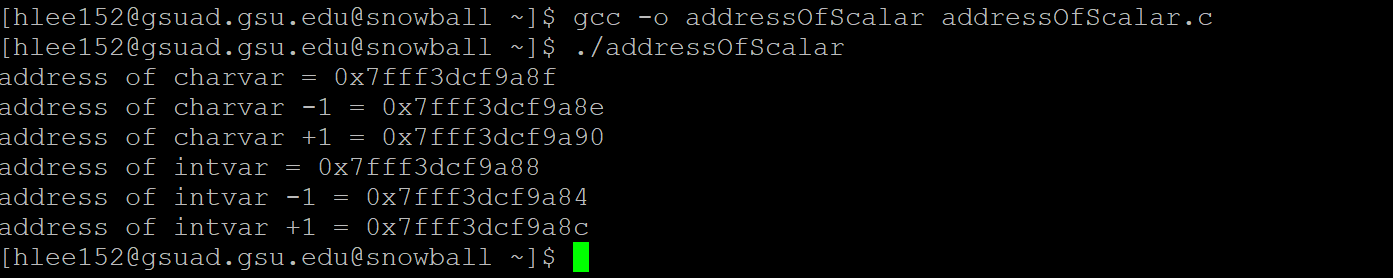 [hlee152@gsuad.gsu.edu@snowball ~]$ gcc -o addressOfScalar addressOfScalar.c
[hlee152@gsuad.gsu.edu@snowball ~]$ ./addressOfScalar
address of charvar = 0x7fff3dcf9a8f
address of charvar -1 = 0x7fff3dcf9a8e
address of charvar +1 = 0x7fff3dcf9a90
address of intvar = 0x7fff3dcf9a88
address of intvar -1 = 0x7fff3dcf9a84
address of intvar +1 = 0x7fff3dcf9a8c
[hlee152@gsuad.gsu.edu@snowball ~]$